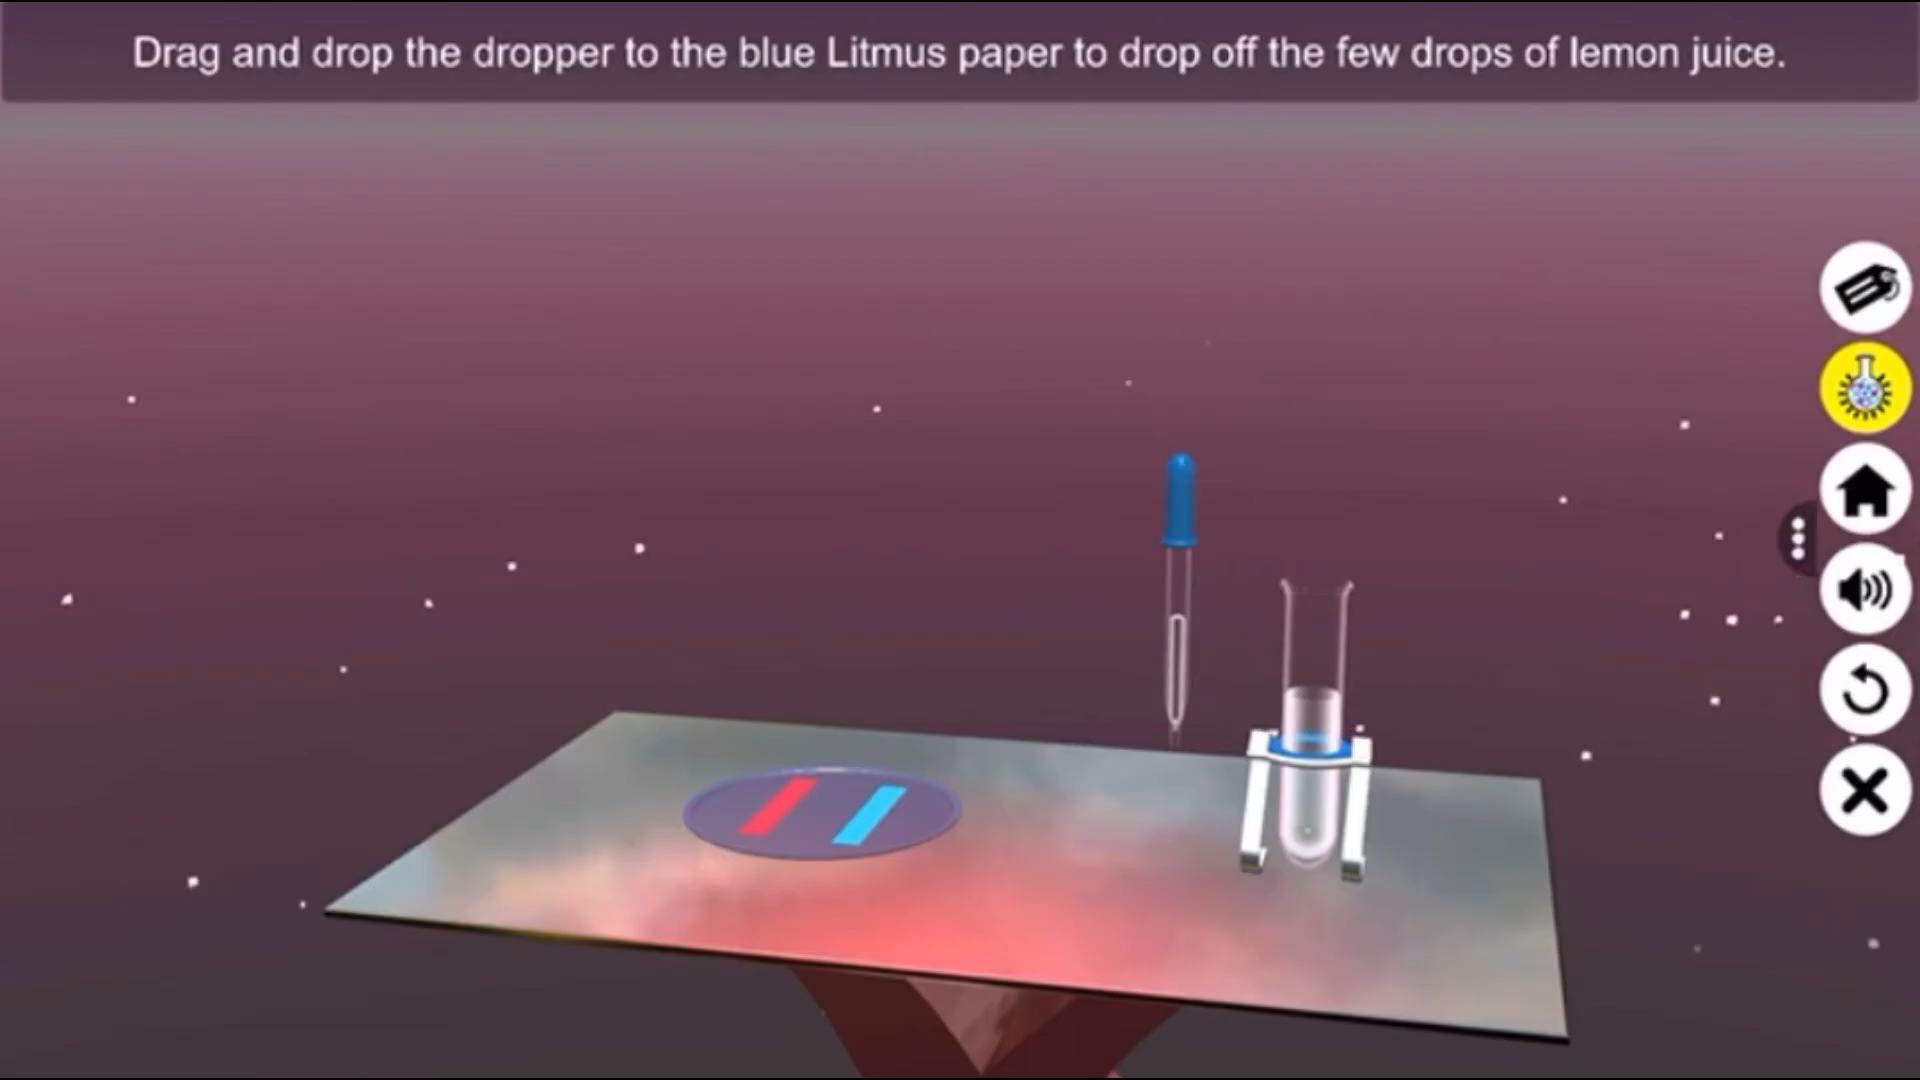 Drag and drop the dropper to the blue Litmus paper to drop off the few drops of lemon juice.